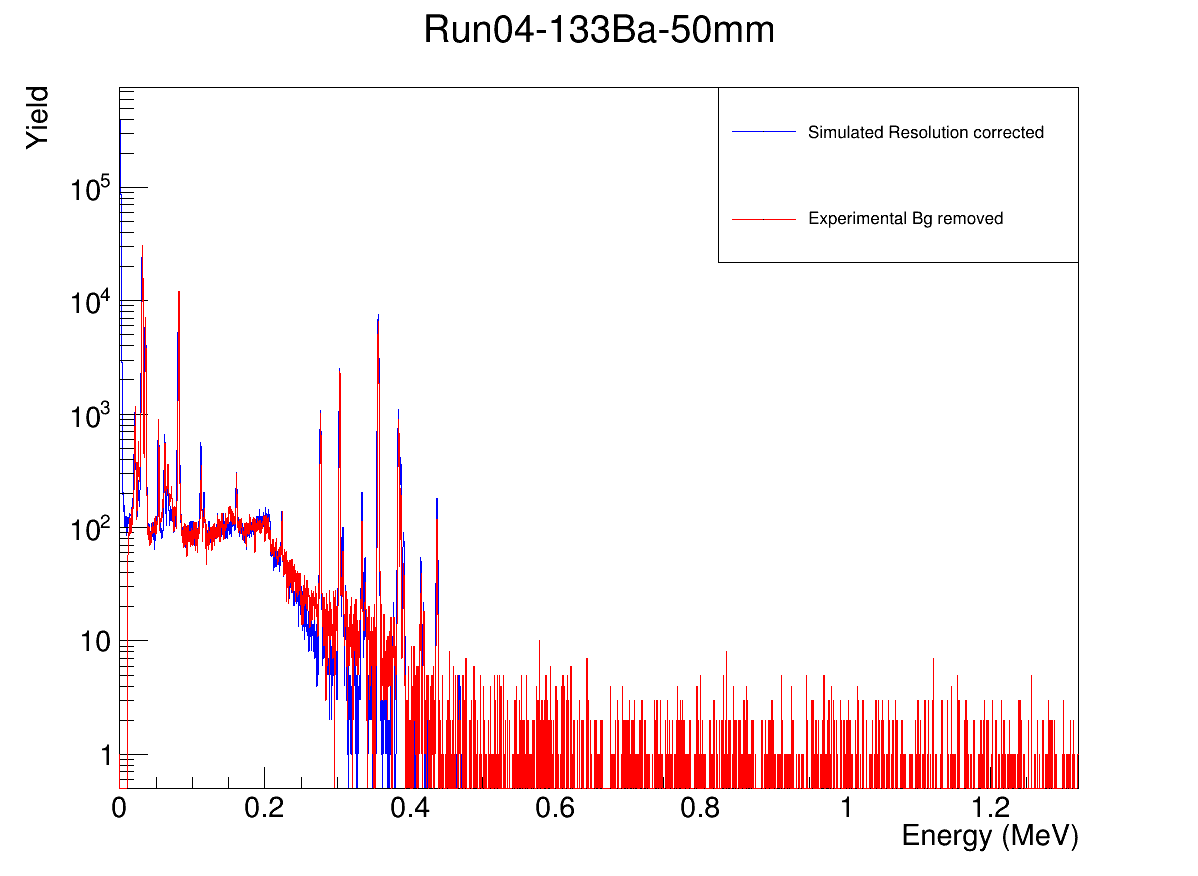 Run04-133Ba-50mm
Yield
Simulated Resolution corrected
Experimental Bg removed
10^5
10^4
10^3
10^2
10
1
0 0.2 0.4 0.6 0.8 1 1.2
Energy (MeV)